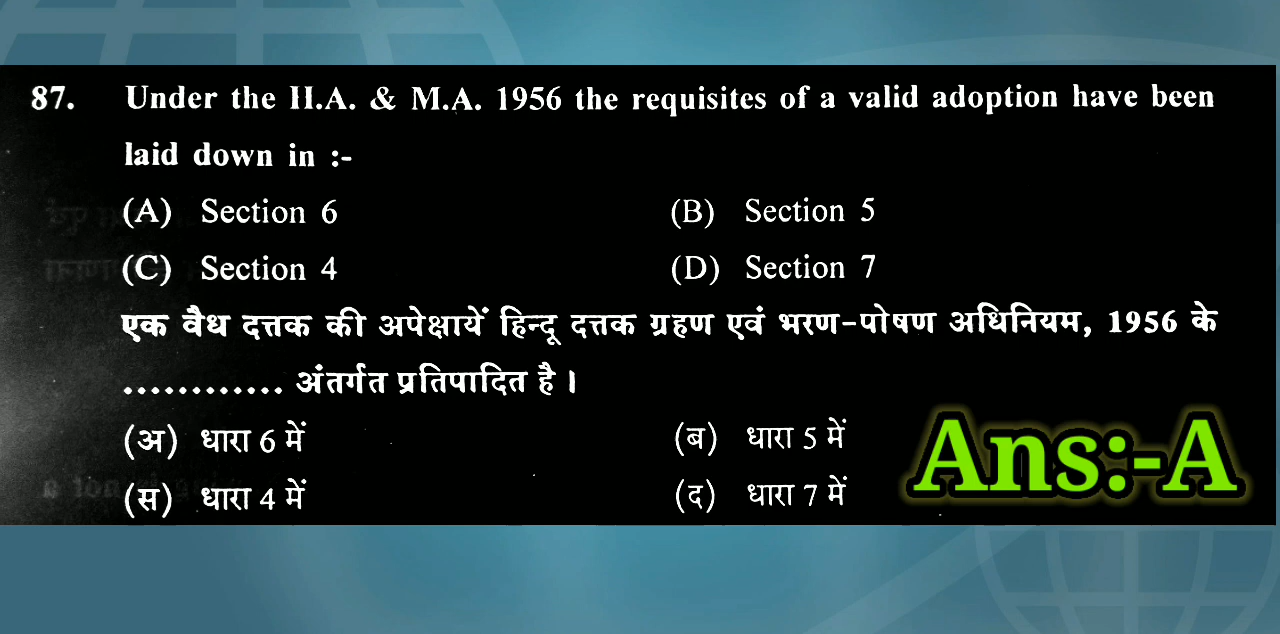 87. Under the H.A. & M.A. 1956 the requisites of a valid adoption have been
laid down in :-
(A) Section 6 (B) Section 5
(C) Section 4 (D) Section 7
एक वैध दत्तक की अपेक्षायें हिन्दू दत्तक ग्रहण एवं भरण-पोषण अधिनियम, 1956 के
............ अंतर्गत प्रतिपादित है।
(अ) धारा 6 में (ब) धारा 5 में
(स) धारा 4 में (द) धारा 7 में
Ans:-A